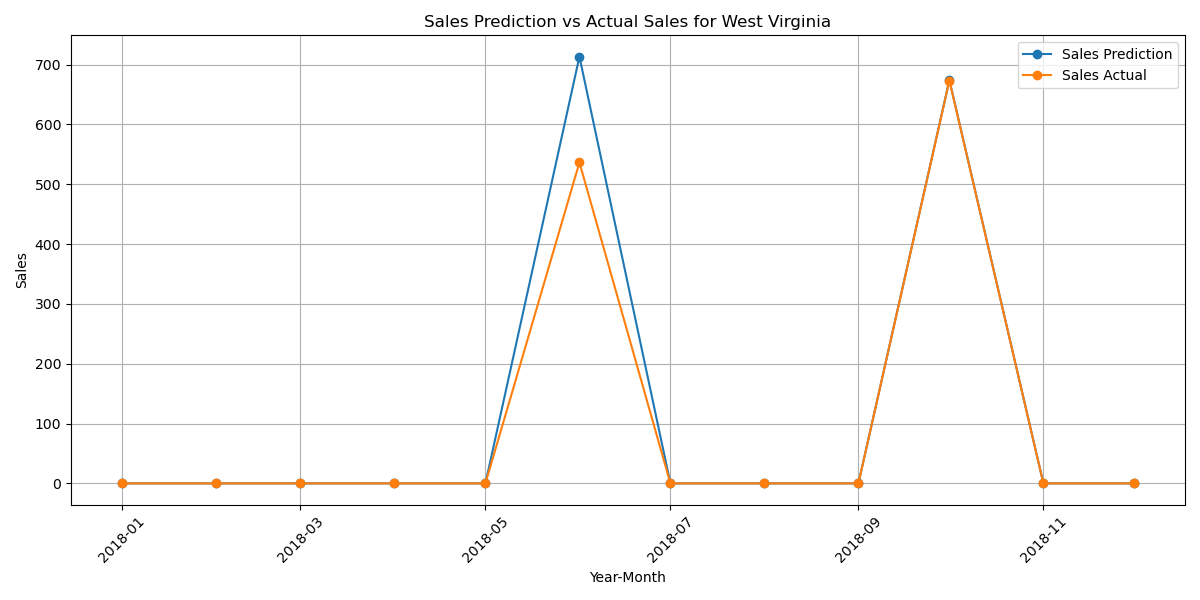 Sales Prediction vs Actual Sales for West Virginia
Sales Prediction
Sales Actual
700
600
500
400
300
200
100
0
Sales
2018-01
2018-03
2018-05
2018-07
2018-09
2018-11
Year-Month